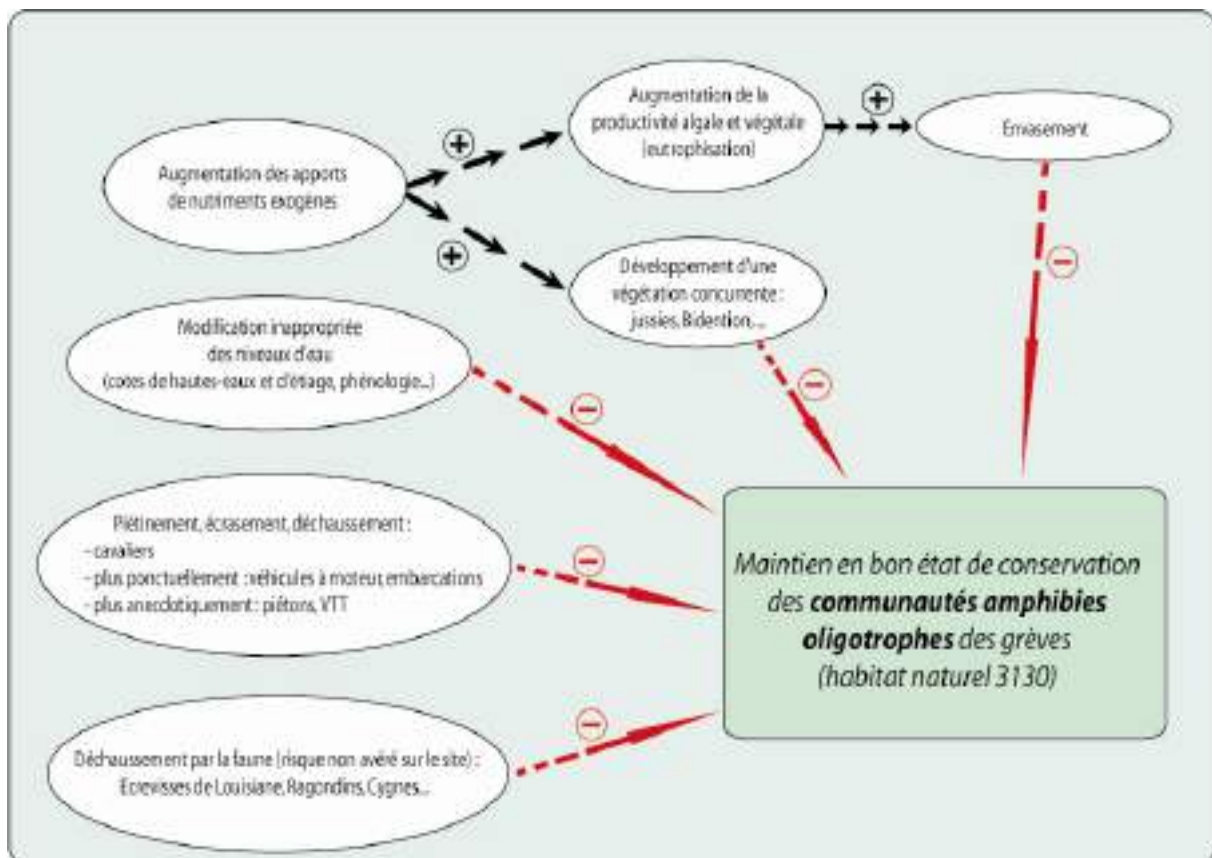 Augmentation des apports
de nutriments exogènes
+
Augmentation de la
productivité algale et végétale
(eutrophisation)
+
Envasement
−
+
Développement d'une
végétation concurrente :
jussies, Bidention,...
−
Modification inappropriée
des niveaux d'eau
(cotes de hautes-eaux et d'étiage, phénologie...)
−
Piétinement, écrasement, déchaussement :
– cavaliers
– plus ponctuellement : véhicules à moteur, embarcations
– plus anecdotiquement : piétons, VTT
−
Déchaussement par la faune (risque non avéré sur le site) :
Ecrevisses de Louisiane, Ragondins, Cygnes...
−
Maintien en bon état de conservation
des communautés amphibies
oligotrophes des grèves
(habitat naturel 3130)